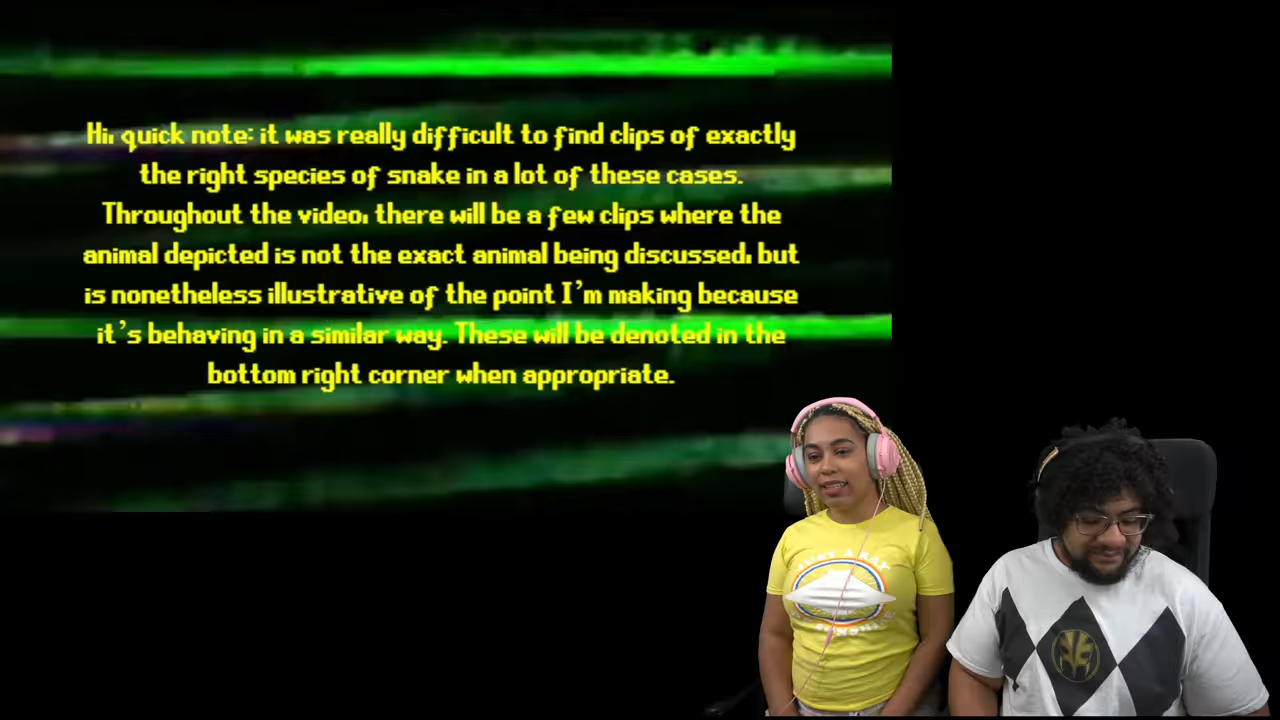 Hi, quick note: it was really difficult to find clips of exactly
the right species of snake in a lot of these cases.
Throughout the video, there will be a few clips where the
animal depicted is not the exact animal being discussed, but
is nonetheless illustrative of the point I'm making because
it's behaving in a similar way. These will be denoted in the
bottom right corner when appropriate.